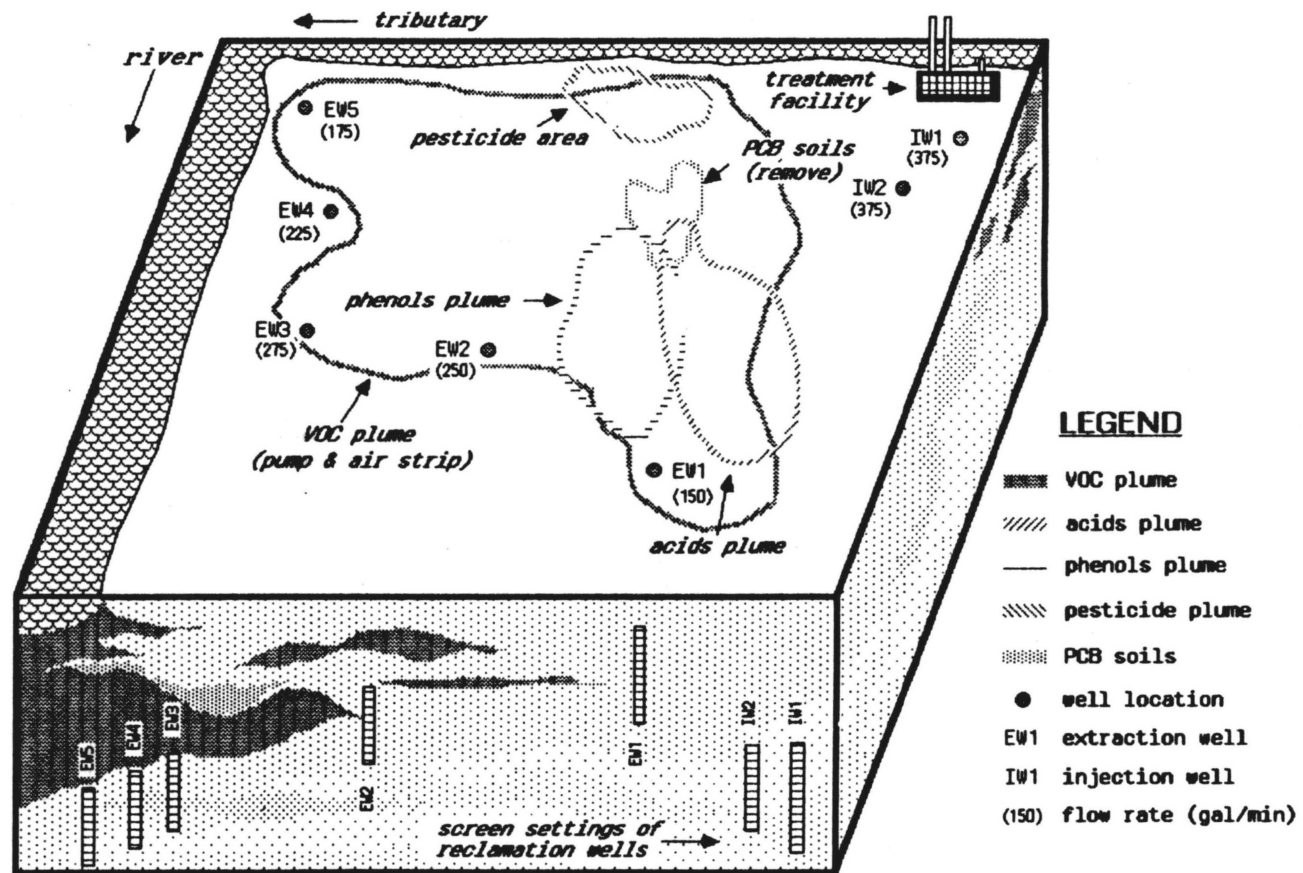 tributary
river
treatment
facility
EW5
(175)
pesticide area
PCB soils
(remove)
IW1
(375)
IW2
(375)
EW4
(225)
phenols plume
EW3
(275)
EW2
(250)
VOC plume
(pump & air strip)
EW1
(150)
acids plume
LEGEND
VOC plume
acids plume
phenols plume
pesticide plume
PCB soils
well location
EW1 extraction well
IW1 injection well
(150) flow rate (gal/min)
EW5
EW4
EW3
EW2
EW1
IW2
IW1
screen settings of
reclamation wells